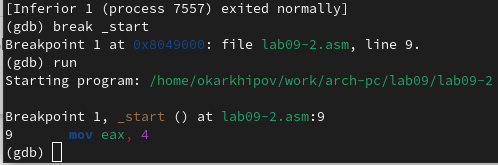 [Inferior 1 (process 7557) exited normally]
(gdb) break _start
Breakpoint 1 at 0x8049000: file lab09-2.asm, line 9.
(gdb) run
Starting program: /home/okarkhipov/work/arch-pc/lab09/lab09-2

Breakpoint 1, _start () at lab09-2.asm:9
9       mov eax, 4
(gdb)